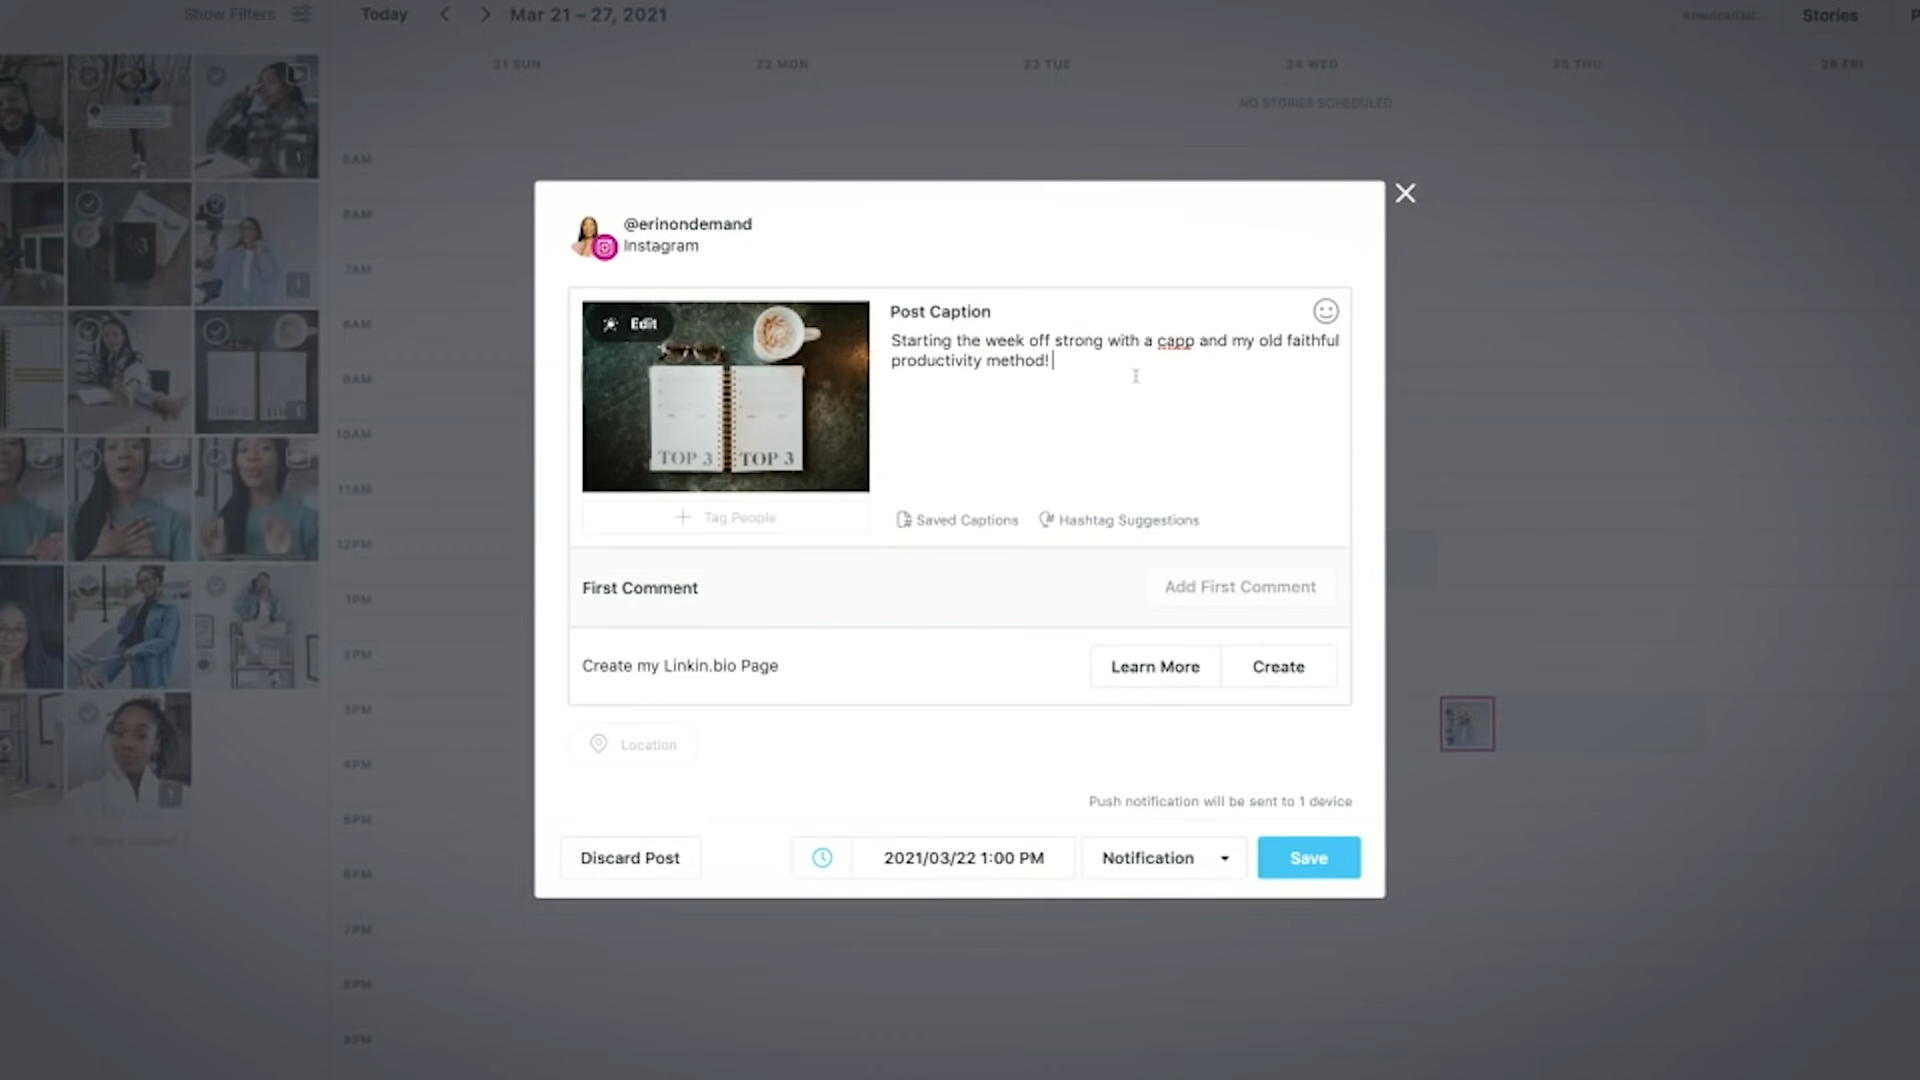 Show Filters
Today
Mar 21 – 27, 2021
Stories
21 SUN
22 MON
23 TUE
24 WED
25 THU
26 FRI
NO STORIES SCHEDULED
6AM
7AM
8AM
9AM
10AM
11AM
12PM
1PM
2PM
3PM
4PM
5PM
6PM
7PM
8PM
9PM
@erinondemand
Instagram
Edit
TOP 3
TOP 3
Tag People
Post Caption
Starting the week off strong with a capp and my old faithful
productivity method!
Saved Captions
Hashtag Suggestions
First Comment
Add First Comment
Create my Linkin.bio Page
Learn More
Create
Location
Push notification will be sent to 1 device
Discard Post
2021/03/22 1:00 PM
Notification
Save